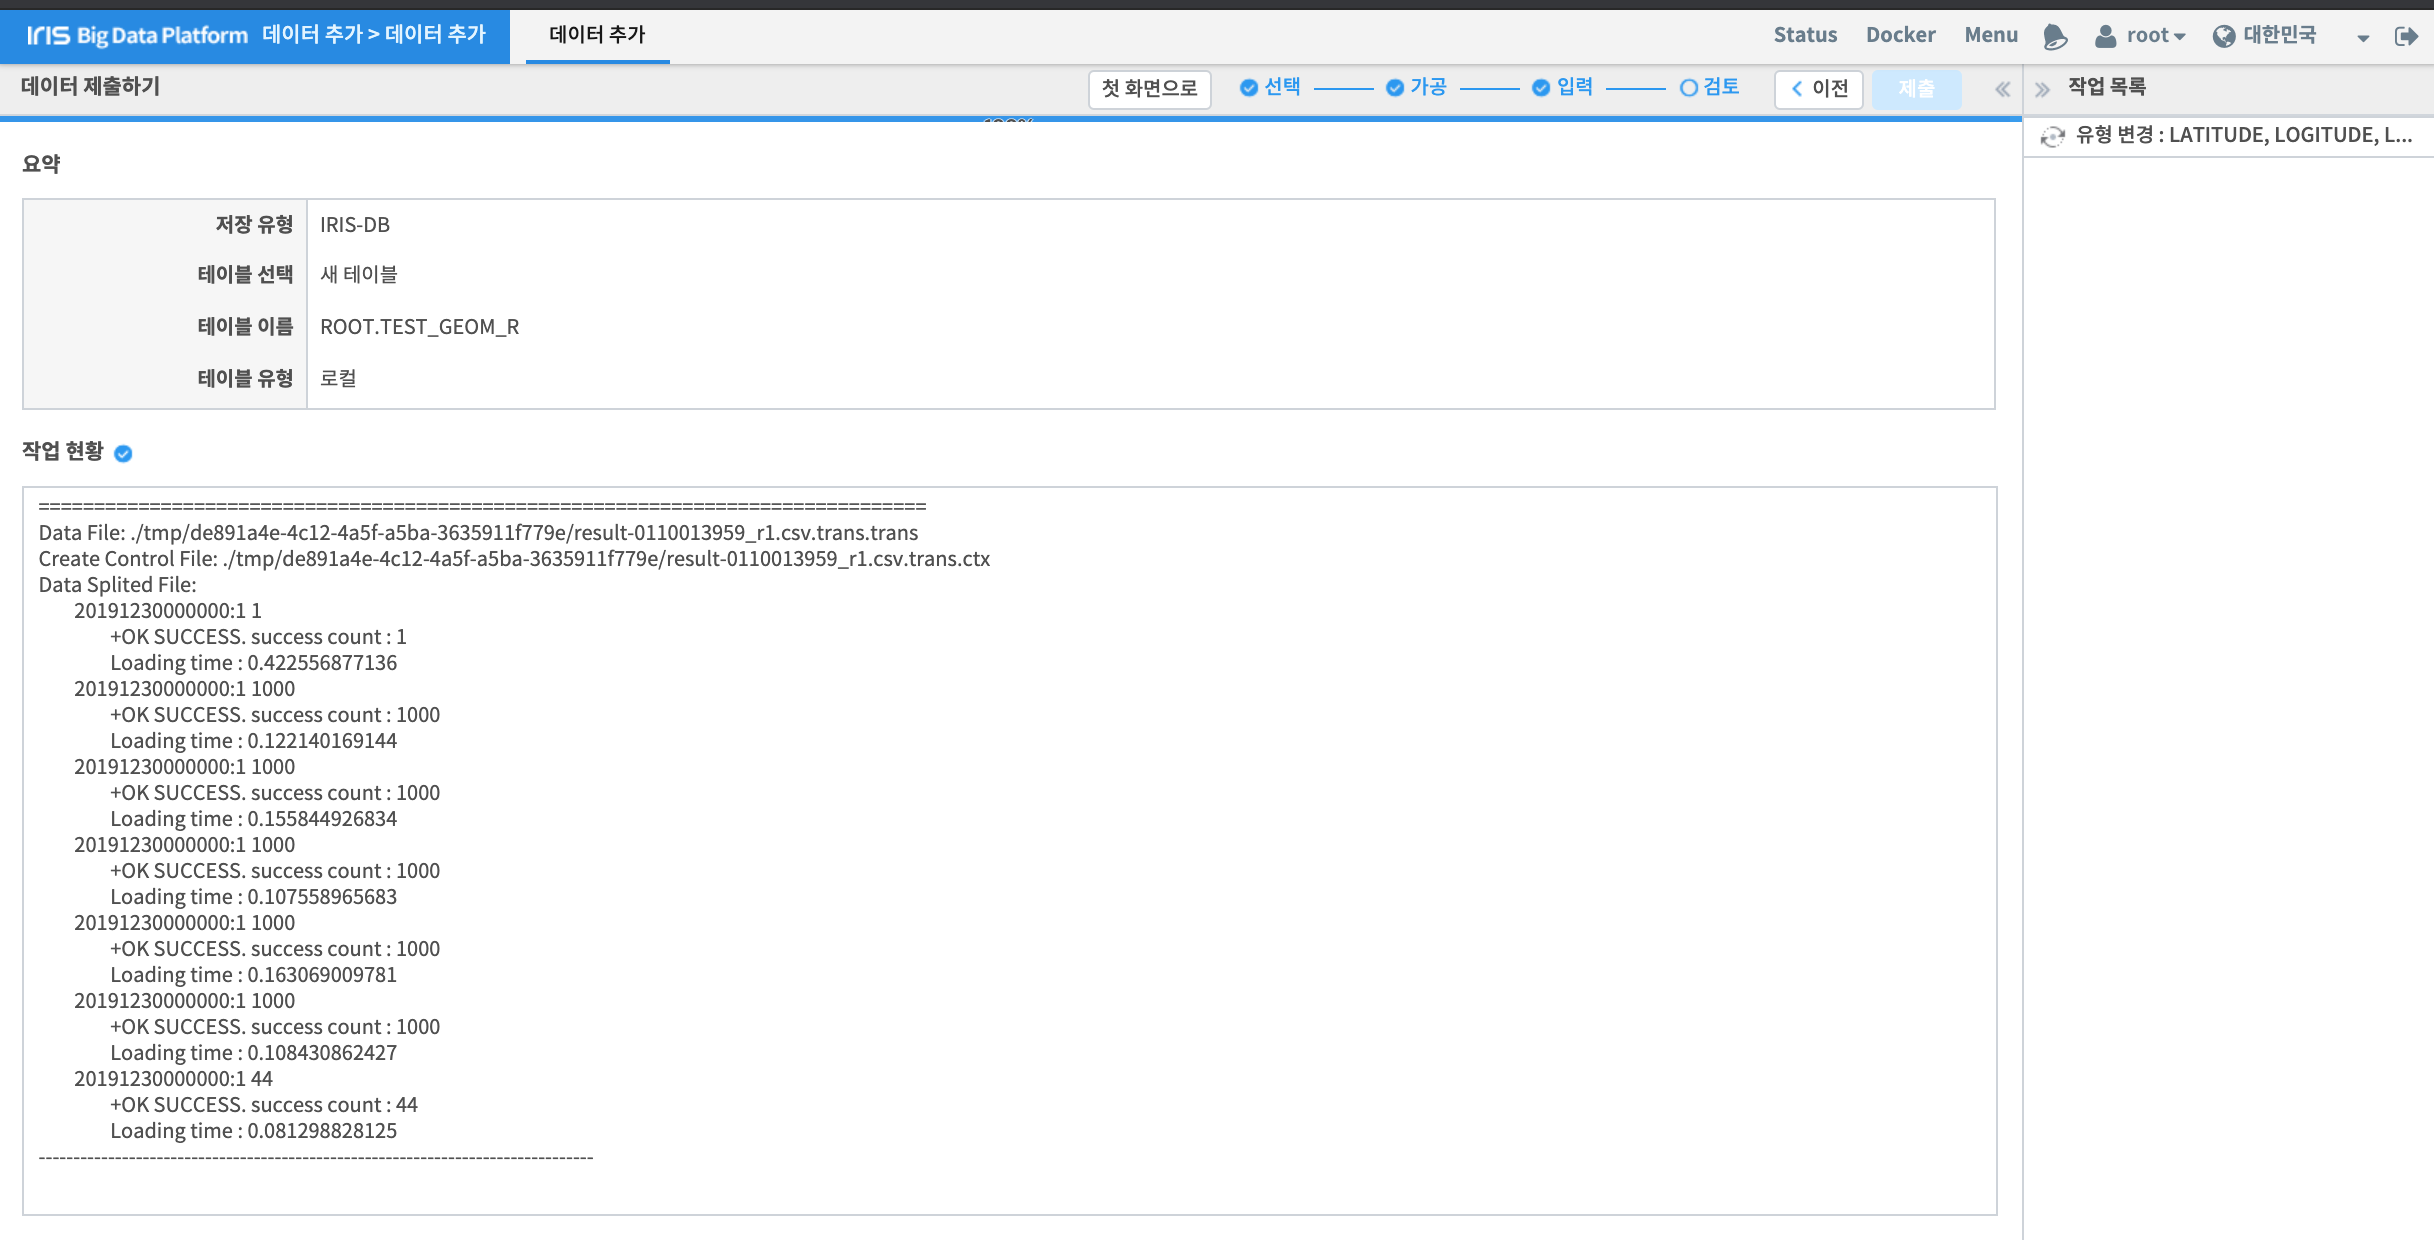 IRIS Big Data Platform 데이터 추가 > 데이터 추가 데이터 추가 Status Docker Menu root 대한민국
데이터 제출하기 첫 화면으로 선택 가공 입력 검토 이전 제출 작업 목록
유형 변경 : LATITUDE, LOGITUDE, L...
요약
저장 유형 IRIS-DB
테이블 선택 새 테이블
테이블 이름 ROOT.TEST_GEOM_R
테이블 유형 로컬
작업 현황
================================================================================
Data File: ./tmp/de891a4e-4c12-4a5f-a5ba-3635911f779e/result-0110013959_r1.csv.trans.trans
Create Control File: ./tmp/de891a4e-4c12-4a5f-a5ba-3635911f779e/result-0110013959_r1.csv.trans.ctx
Data Splited File:
20191230000000:1 1
+OK SUCCESS. success count : 1
Loading time : 0.422556877136
20191230000000:1 1000
+OK SUCCESS. success count : 1000
Loading time : 0.122140169144
20191230000000:1 1000
+OK SUCCESS. success count : 1000
Loading time : 0.155844926834
20191230000000:1 1000
+OK SUCCESS. success count : 1000
Loading time : 0.107558965683
20191230000000:1 1000
+OK SUCCESS. success count : 1000
Loading time : 0.163069009781
20191230000000:1 1000
+OK SUCCESS. success count : 1000
Loading time : 0.108430862427
20191230000000:1 44
+OK SUCCESS. success count : 44
Loading time : 0.081298828125
--------------------------------------------------------------------------------